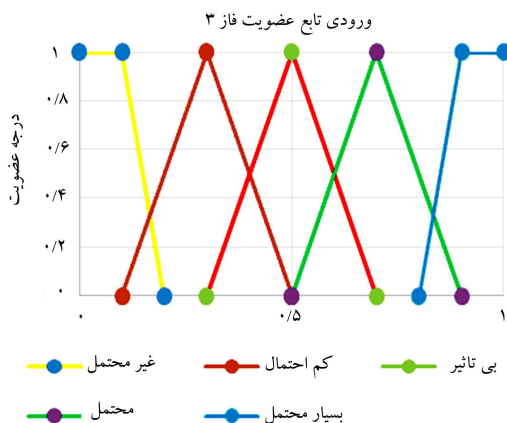 ورودی تابع عضویت فاز ۳
درجه عضویت
۱
۰/۸
۰/۶
۰/۴
۰/۲
۰
۰ ۰/۵ ۱
غیر محتمل کم احتمال بی تاثیر
محتمل بسیار محتمل